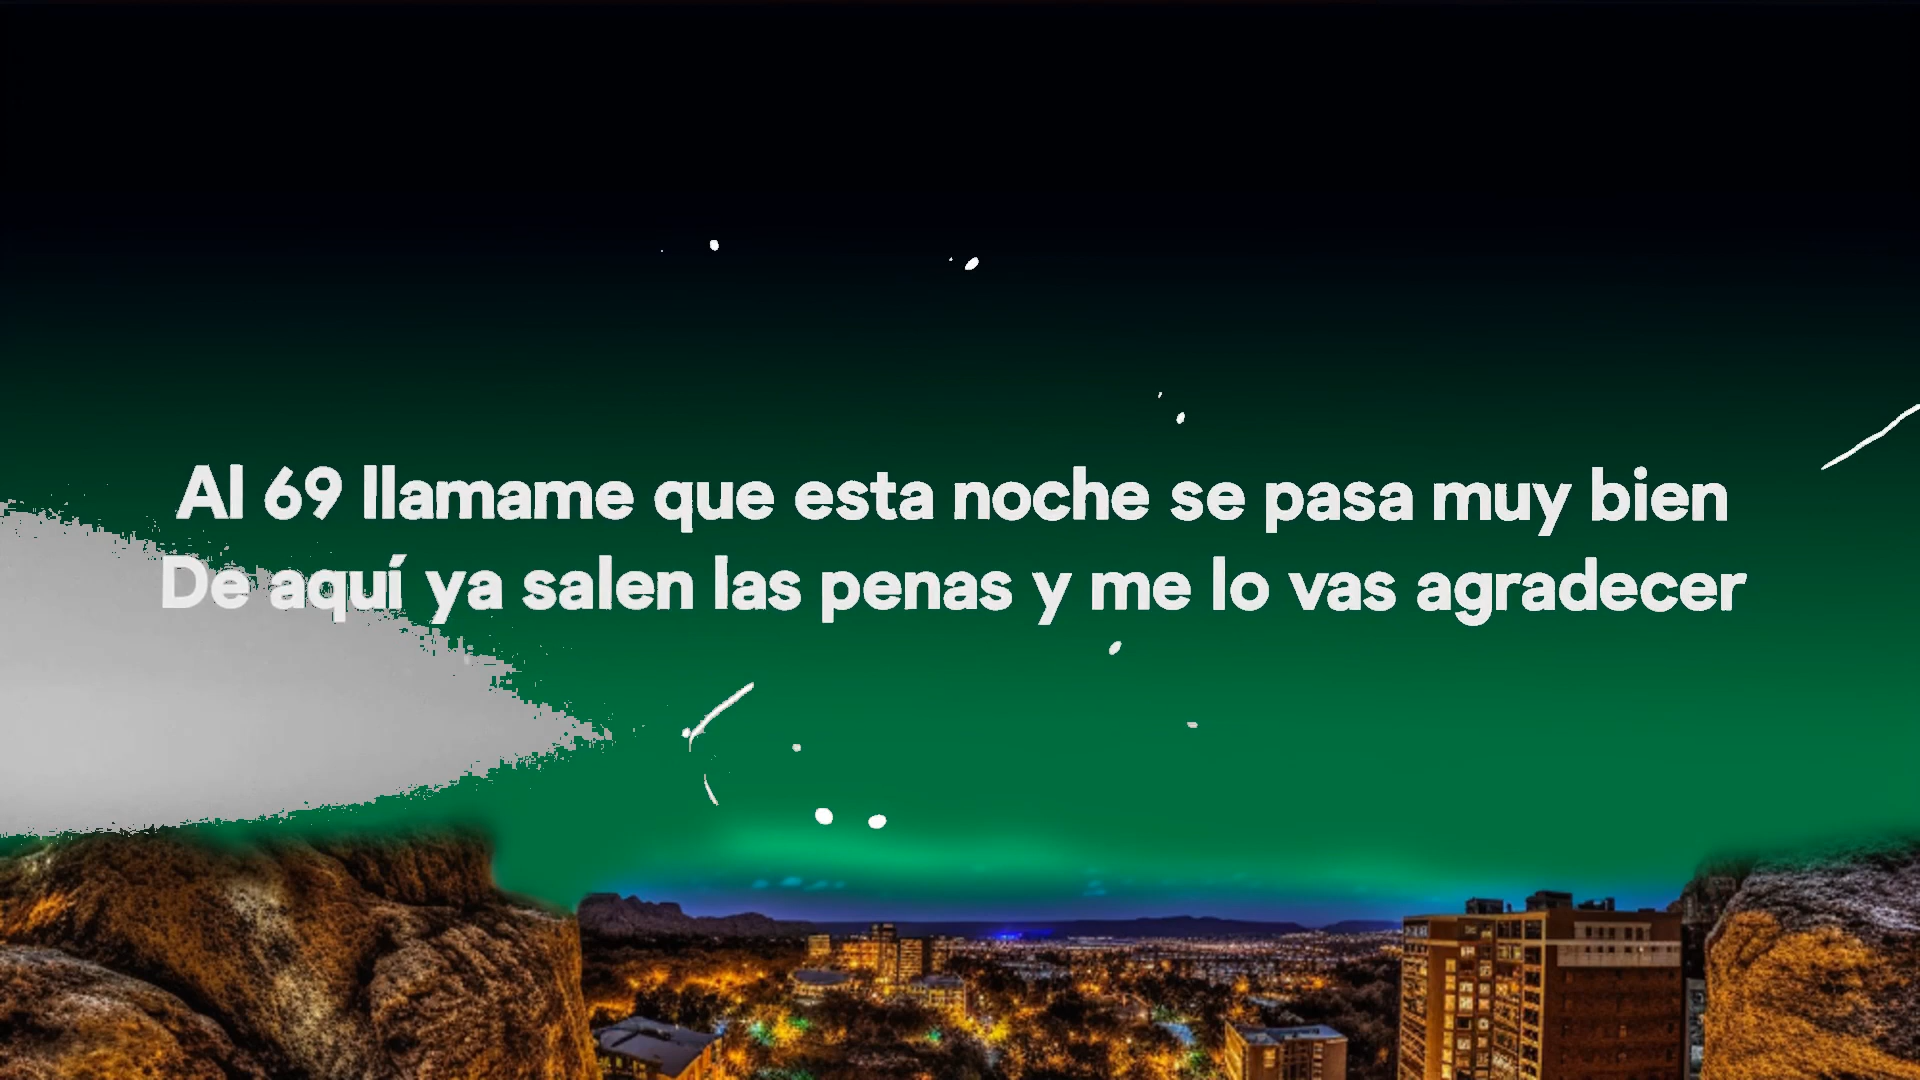 Al 69 llamame que esta noche se pasa muy bien
De aquí ya salen las penas y me lo vas agradecer